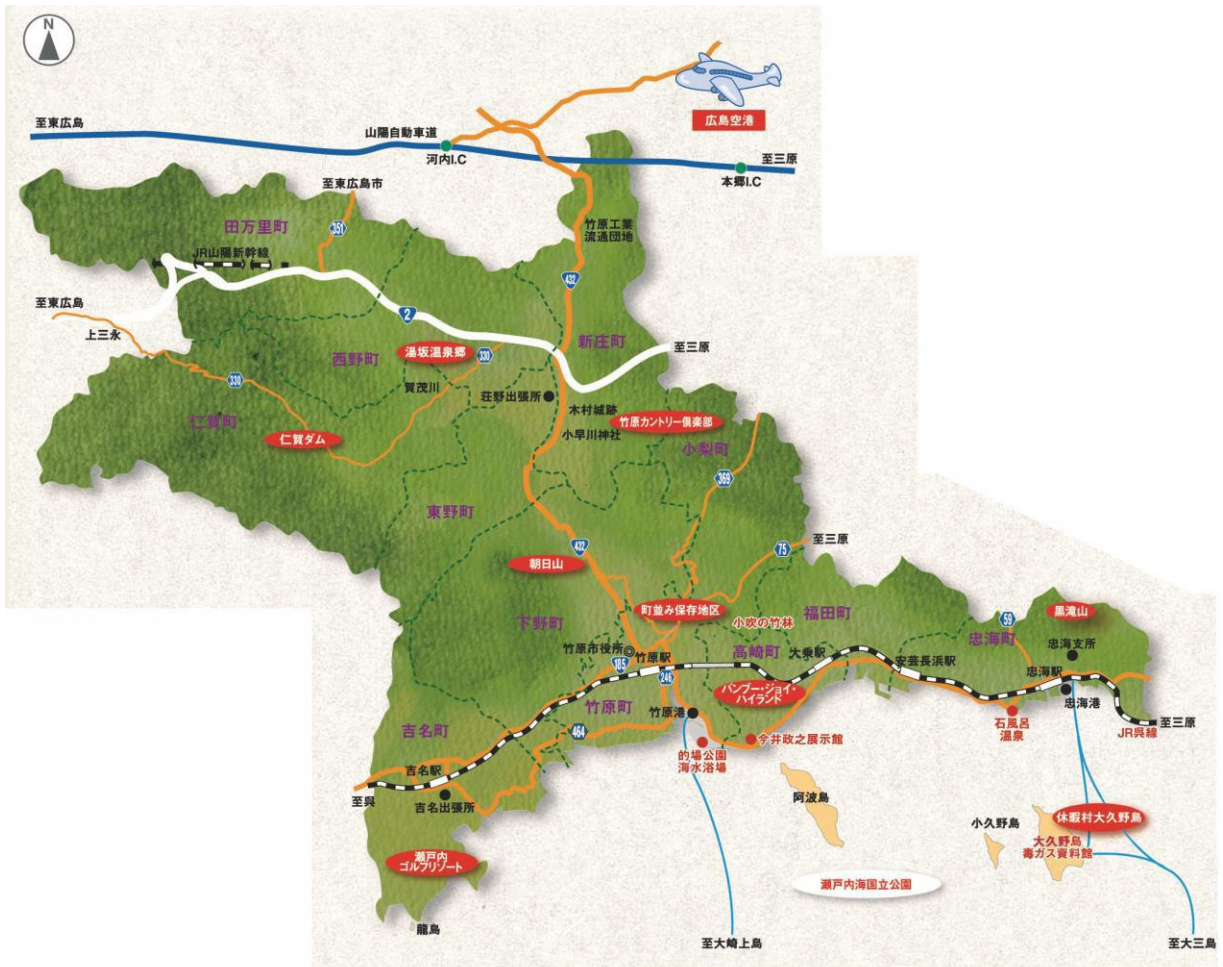 N
広島空港
至東広島
山陽自動車道
河内I.C
至三原
本郷I.C
至東広島市
351
田万里町
竹原工業
流通団地
JR山陽新幹線
432
至東広島
上三永
2
新庄町
至三原
西野町
湯坂温泉郷
330
賀茂川
荘野出張所
330
仁賀町
木村城跡
竹原カントリー倶楽部
小早川神社
仁賀ダム
小梨町
369
東野町
432
75
至三原
朝日山
町並み保存地区
福田町
黒滝山
59
下野町
小吹の竹林
忠海町
竹原市役所
竹原駅
高崎町
大乗駅
安芸長浜駅
忠海支所
185
246
忠海駅
バンブー・ジョイ・
ハイランド
忠海港
竹原町
竹原港
石風呂
温泉
JR呉線
至三原
吉名町
464
今井政之展示館
的場公園
海水浴場
吉名駅
至呉
吉名出張所
阿波島
小久野島
休暇村大久野島
大久野島
毒ガス資料館
瀬戸内
ゴルフリゾート
瀬戸内海国立公園
龍島
至大崎上島
至大三島